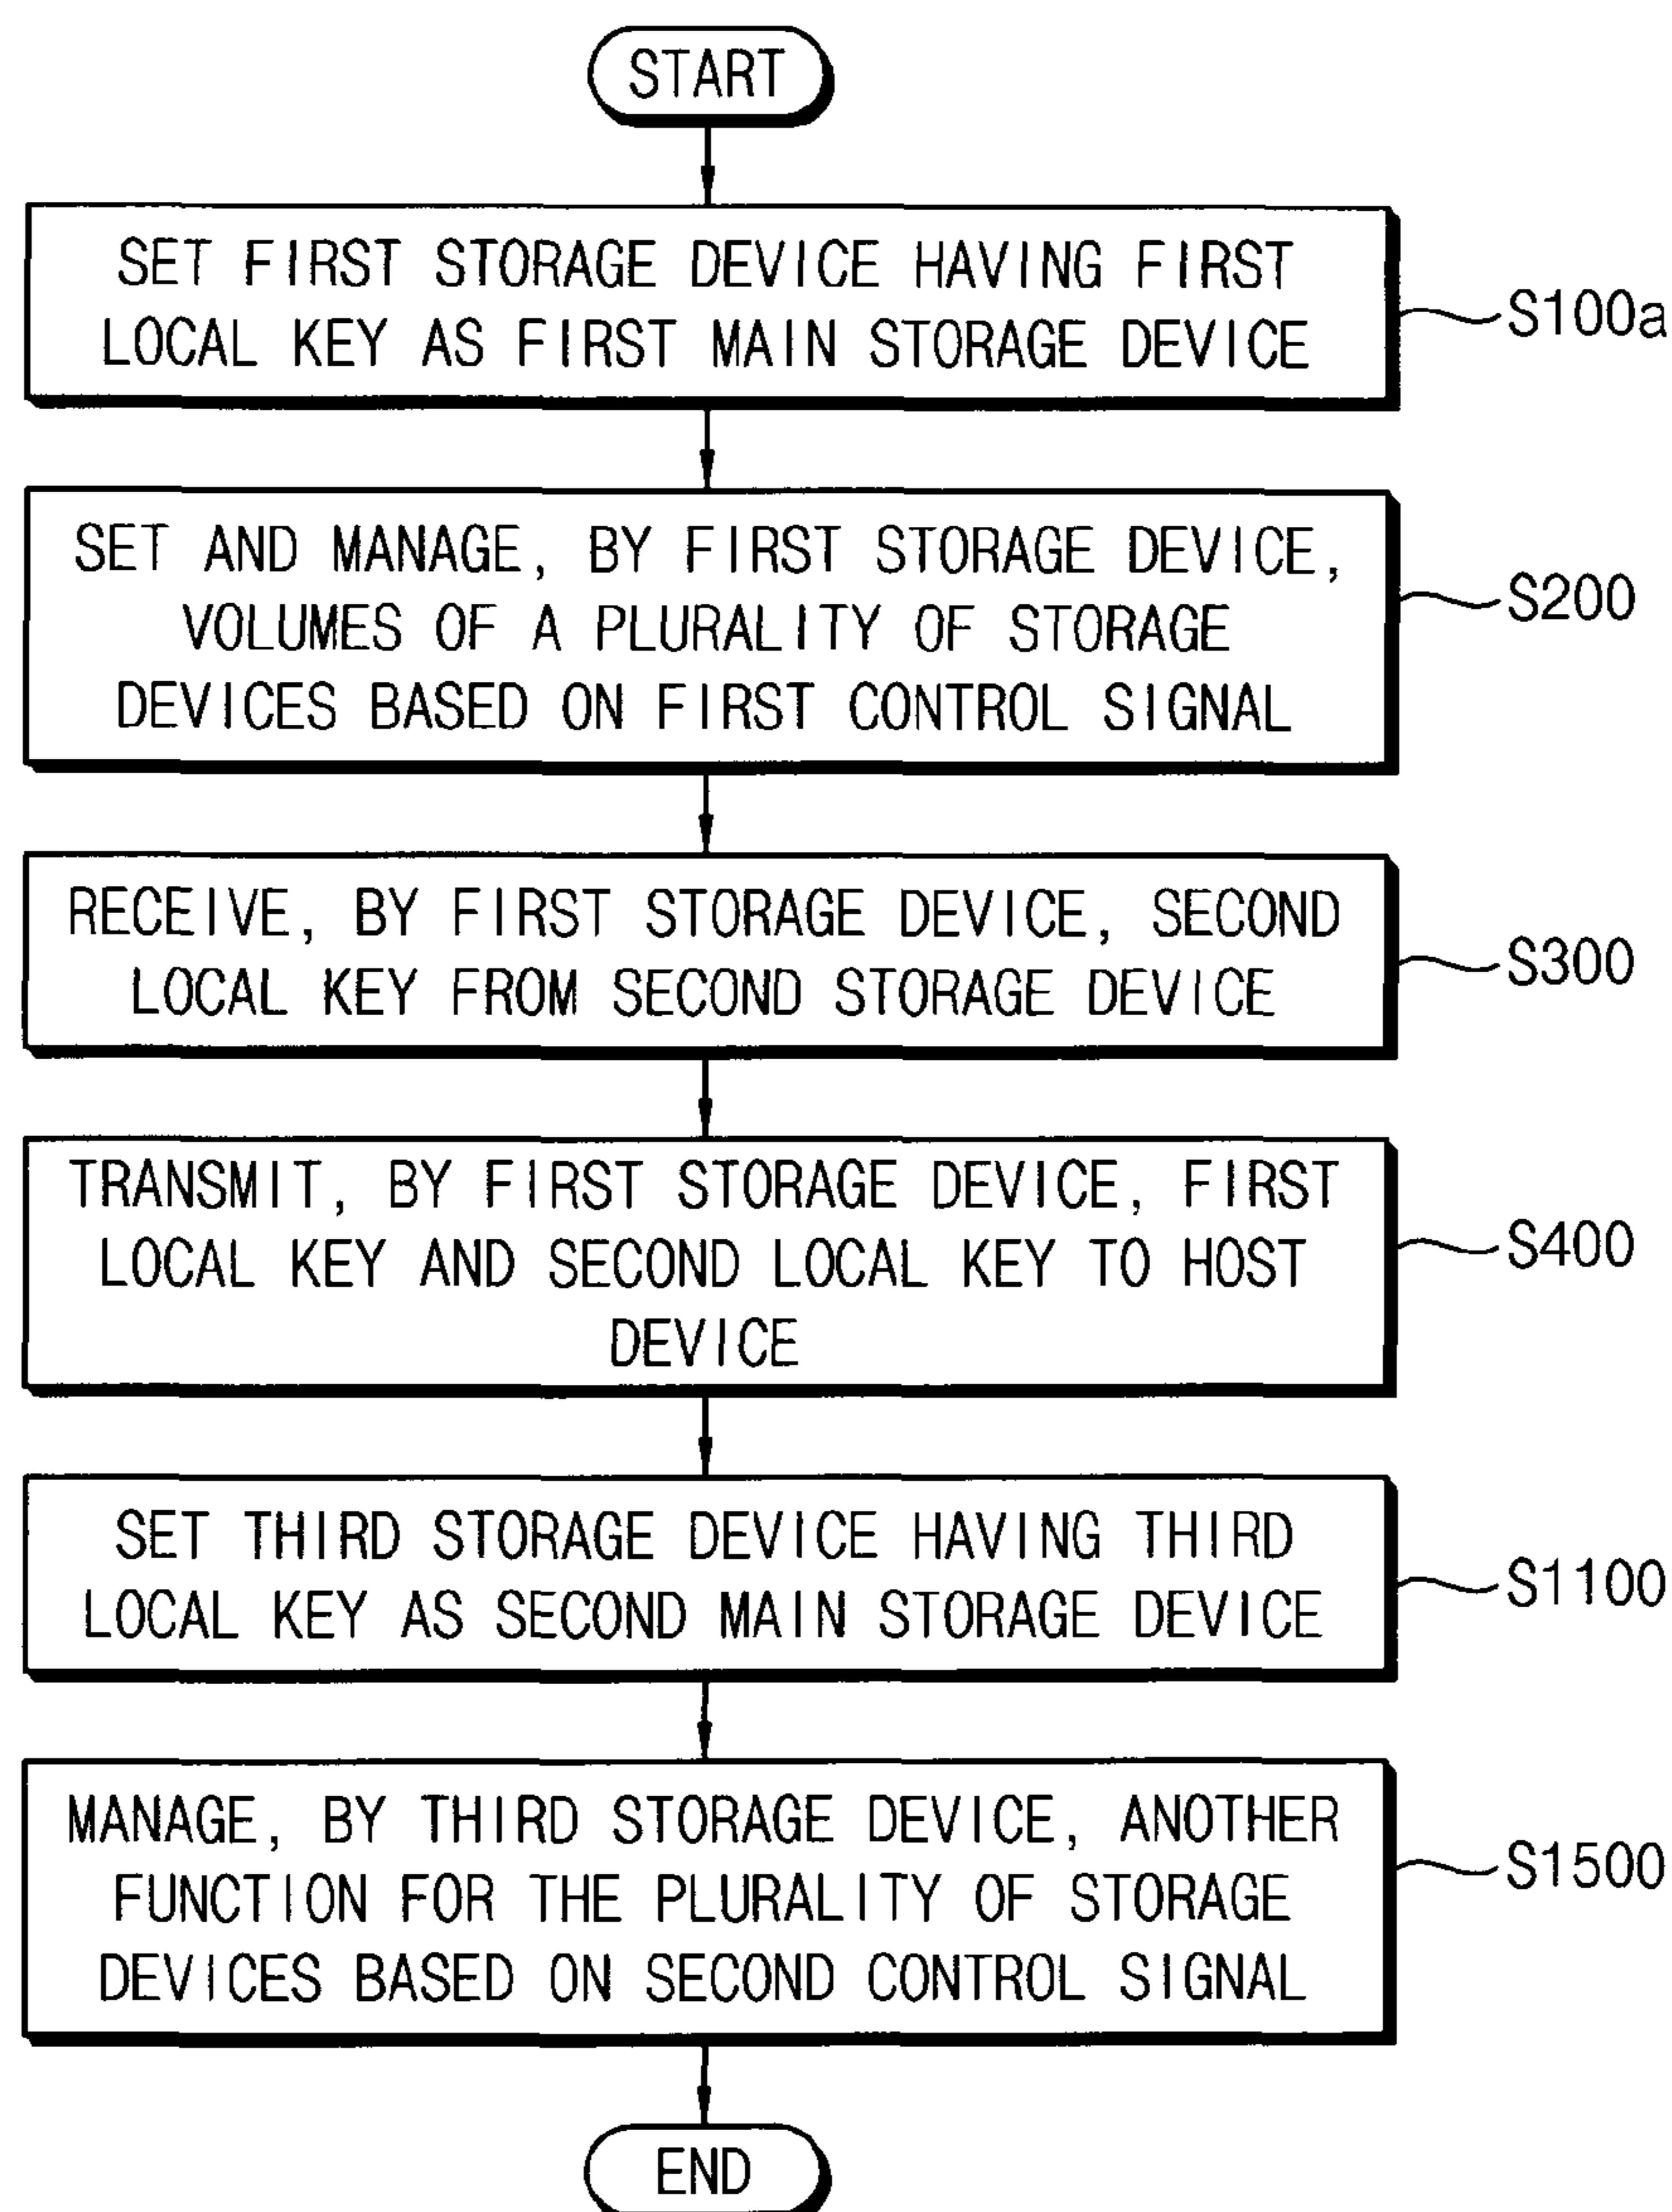 START
SET FIRST STORAGE DEVICE HAVING FIRST
LOCAL KEY AS FIRST MAIN STORAGE DEVICE
S100a
SET AND MANAGE, BY FIRST STORAGE DEVICE,
VOLUMES OF A PLURALITY OF STORAGE
DEVICES BASED ON FIRST CONTROL SIGNAL
S200
RECEIVE, BY FIRST STORAGE DEVICE, SECOND
LOCAL KEY FROM SECOND STORAGE DEVICE
S300
TRANSMIT, BY FIRST STORAGE DEVICE, FIRST
LOCAL KEY AND SECOND LOCAL KEY TO HOST
DEVICE
S400
SET THIRD STORAGE DEVICE HAVING THIRD
LOCAL KEY AS SECOND MAIN STORAGE DEVICE
S1100
MANAGE, BY THIRD STORAGE DEVICE, ANOTHER
FUNCTION FOR THE PLURALITY OF STORAGE
DEVICES BASED ON SECOND CONTROL SIGNAL
S1500
END